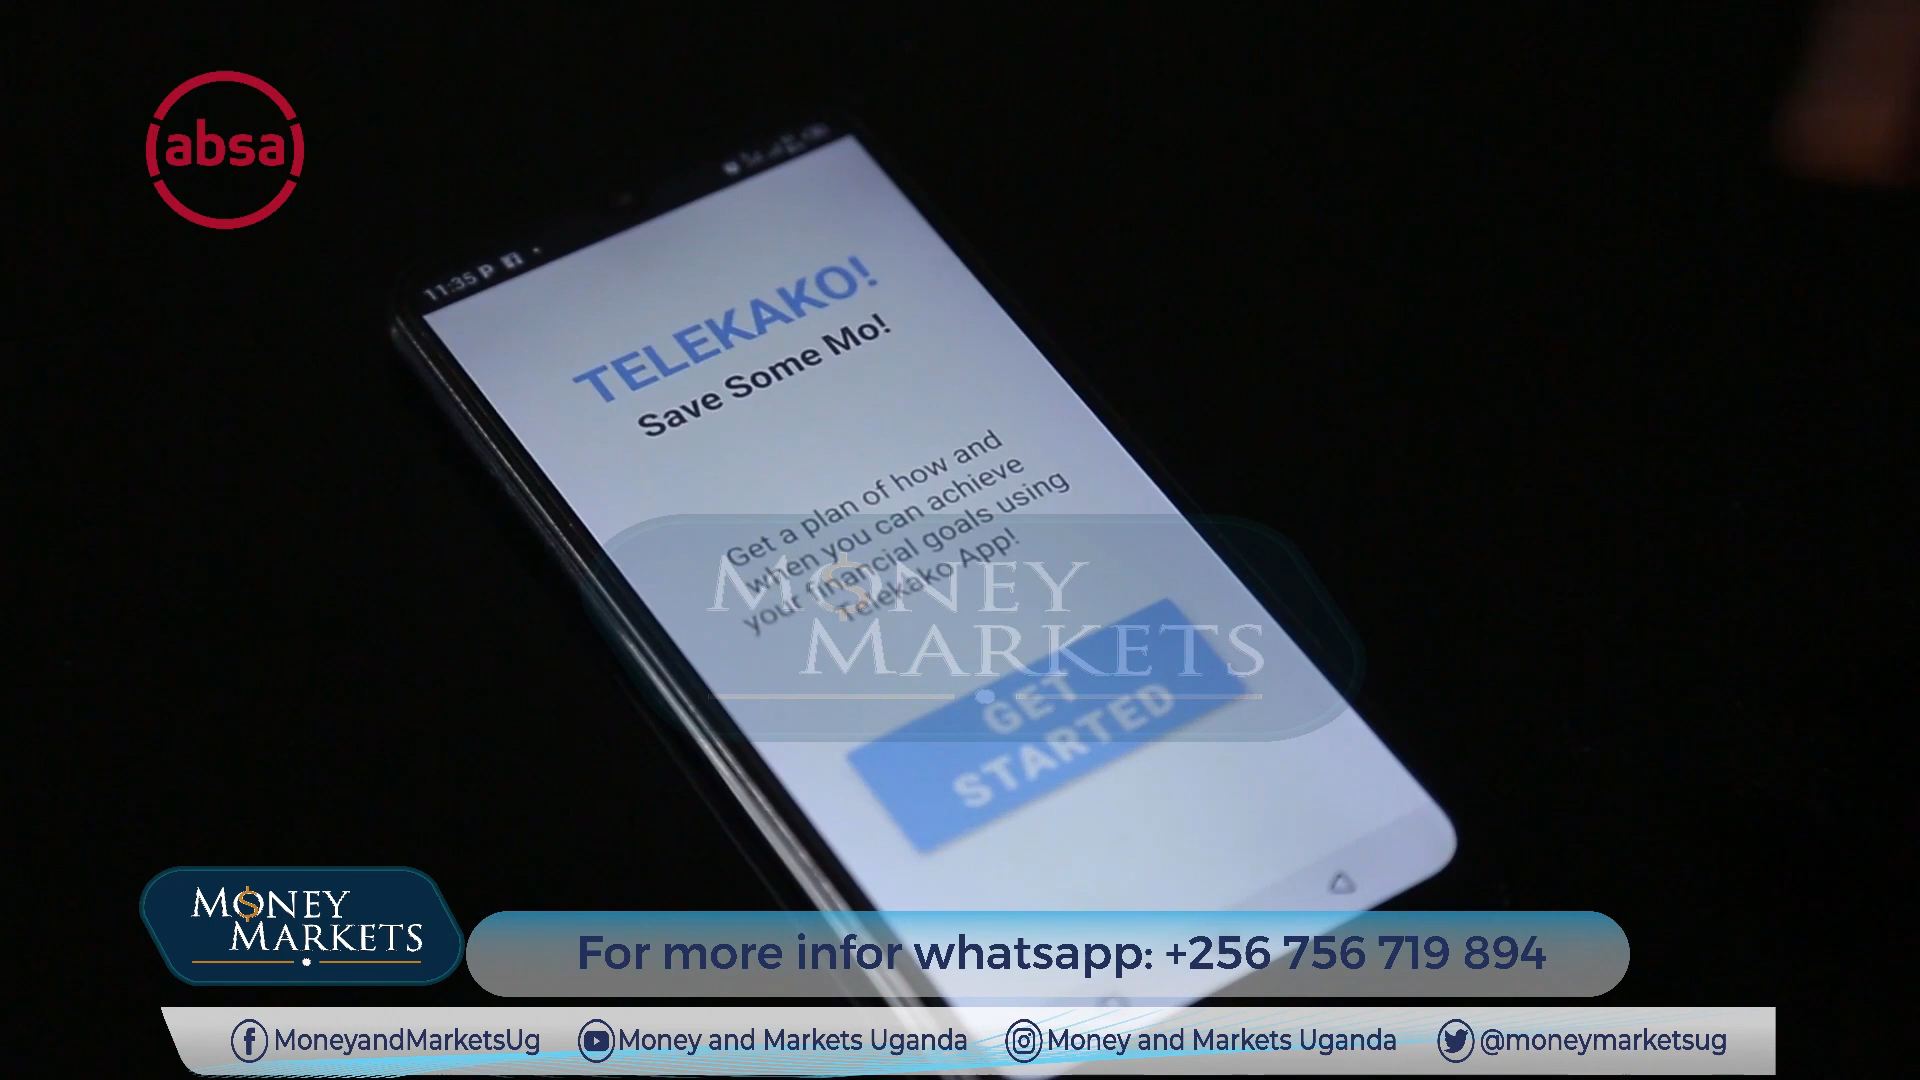 absa
11:35
TELEKAKO!
Save Some Mo!
Get a plan of how and
when you can achieve
your financial goals using
Telekako App!
GET
STARTED
MONEY
MARKETS
MONEY
MARKETS
For more infor whatsapp: +256 756 719 894
MoneyandMarketsUg
Money and Markets Uganda
Money and Markets Uganda
@moneymarketsug